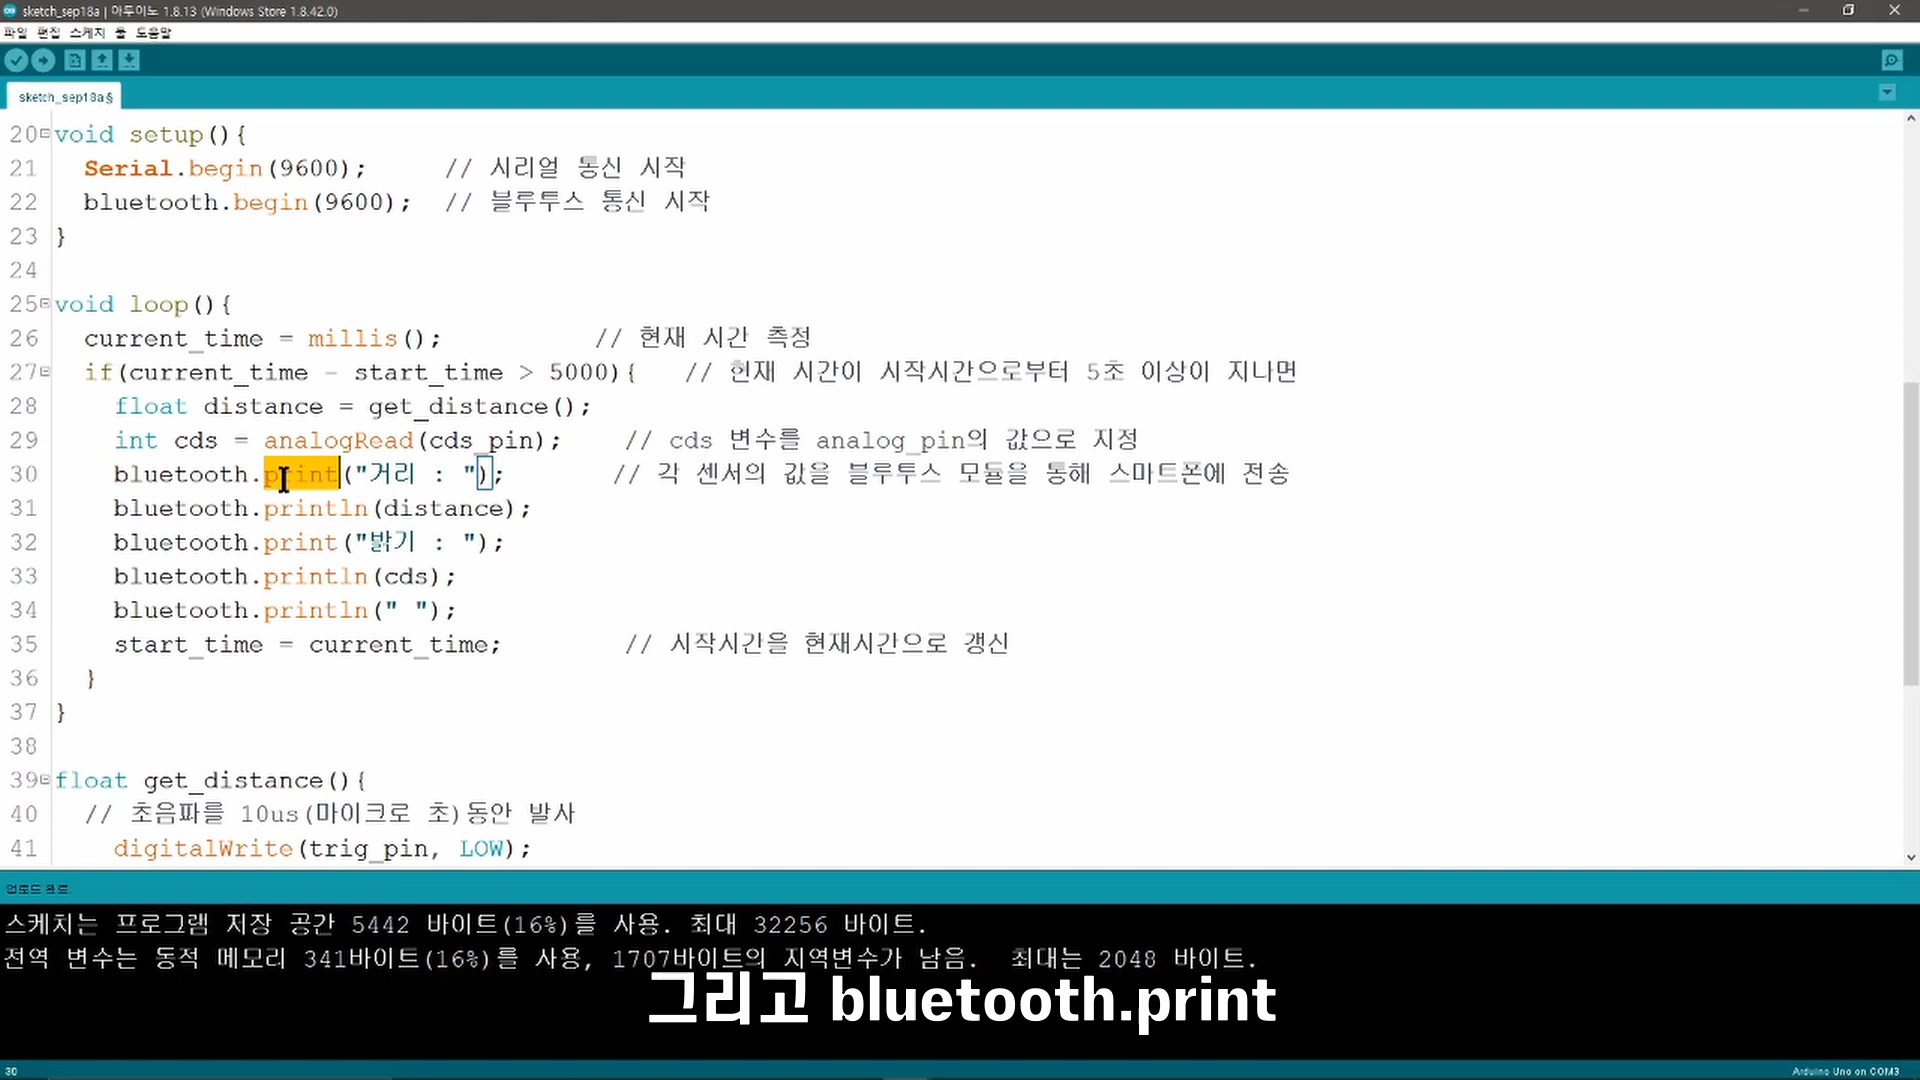 sketch_sep18a | 아두이노 1.8.13 (Windows Store 1.8.42.0)
파일 편집 스케치 툴 도움말
sketch_sep18a§
20 void setup(){
21 Serial.begin(9600); // 시리얼 통신 시작
22 bluetooth.begin(9600); // 블루투스 통신 시작
23 }
24
25 void loop(){
26 current_time = millis(); // 현재 시간 측정
27 if(current_time - start_time > 5000){ // 현재 시간이 시작시간으로부터 5초 이상이 지나면
28 float distance = get_distance();
29 int cds = analogRead(cds_pin); // cds 변수를 analog_pin의 값으로 지정
30 bluetooth.print("거리 : "); // 각 센서의 값을 블루투스 모듈을 통해 스마트폰에 전송
31 bluetooth.println(distance);
32 bluetooth.print("밝기 : ");
33 bluetooth.println(cds);
34 bluetooth.println(" ");
35 start_time = current_time; // 시작시간을 현재시간으로 갱신
36 }
37 }
38
39 float get_distance(){
40 // 초음파를 10us(마이크로 초)동안 발사
41 digitalWrite(trig_pin, LOW);
업로드 완료.
스케치는 프로그램 저장 공간 5442 바이트(16%)를 사용. 최대 32256 바이트.
전역 변수는 동적 메모리 341바이트(16%)를 사용, 1707바이트의 지역변수가 남음. 최대는 2048 바이트.
그리고 bluetooth.print
30
Arduino Uno on COM3